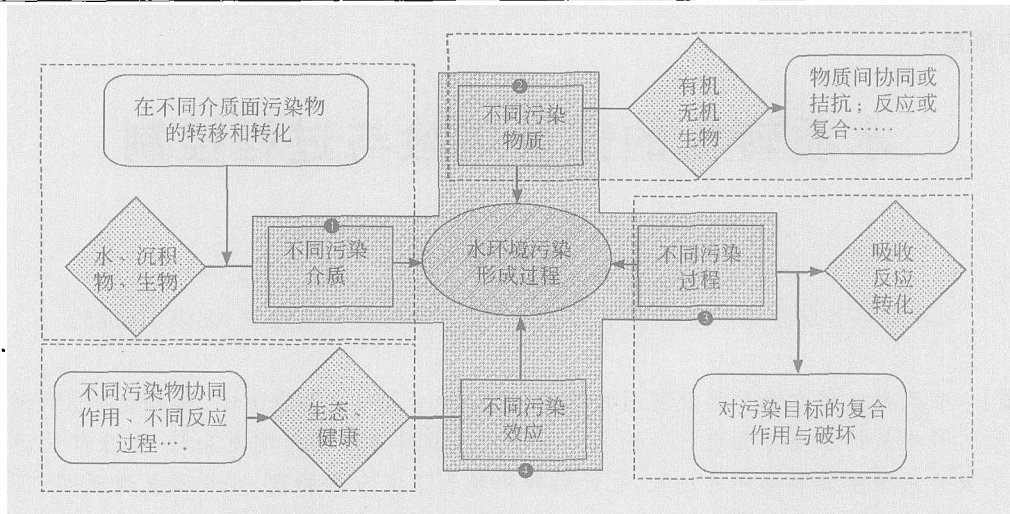 在不同介质面污染物
的转移和转化
水、沉积
物、生物
❶
不同污染
介质
❷
不同污染
物质
有机
无机
生物
物质间协同或
拮抗；反应或
复合……
水环境污染
形成过程
不同污染
过程
❸
吸收
反应
转化
对污染目标的复合
作用与破坏
不同污染物协同
作用、不同反应
过程….
生态、
健康
不同污染
效应
❹